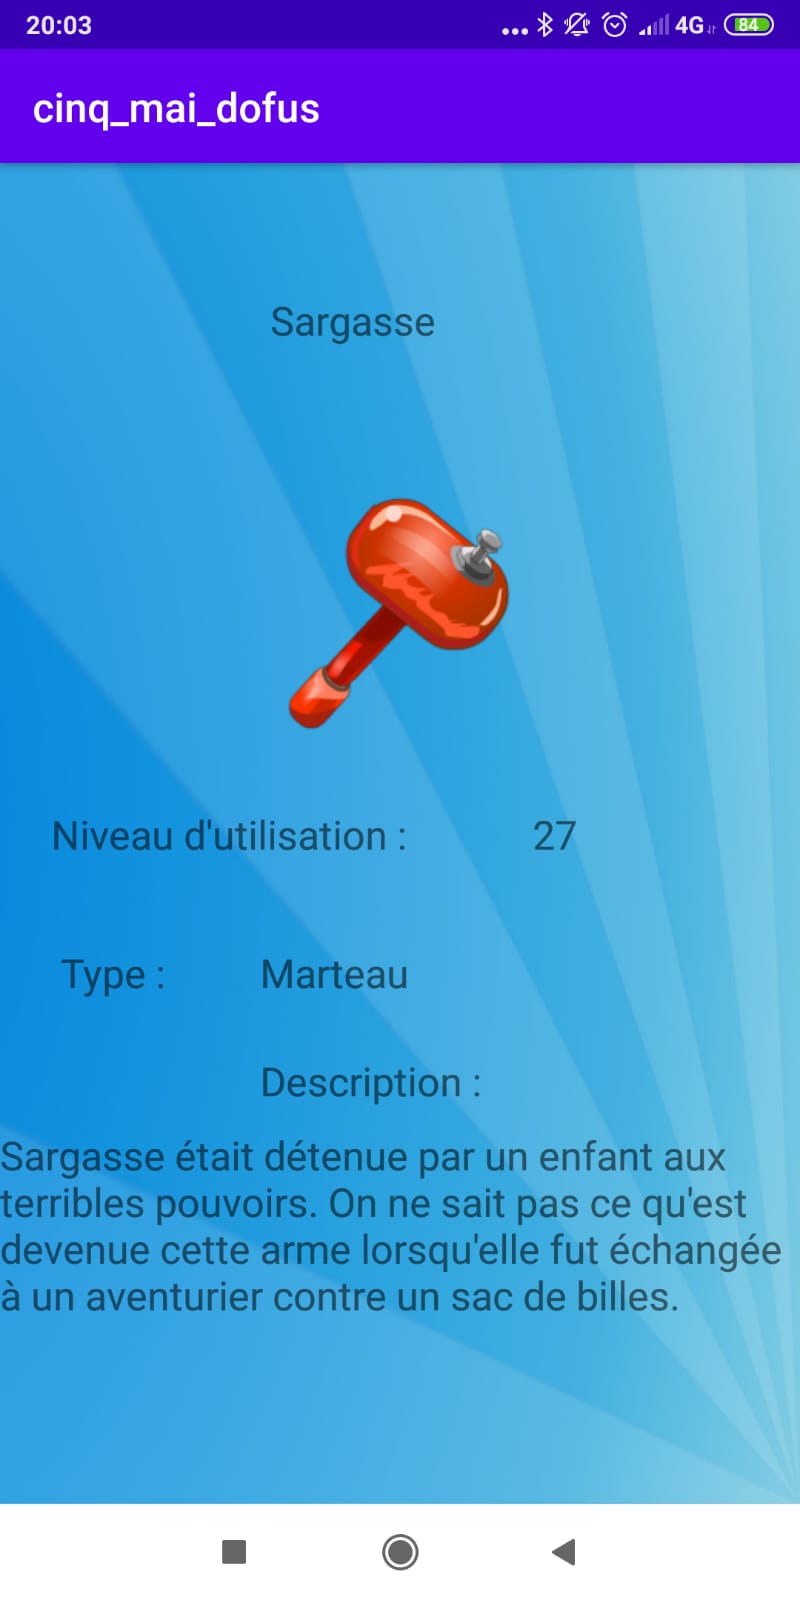 20:03
4G
84
cinq_mai_dofus
Sargasse
Niveau d'utilisation : 27
Type : Marteau
Description :
Sargasse était détenue par un enfant aux
terribles pouvoirs. On ne sait pas ce qu'est
devenue cette arme lorsqu'elle fut échangée
à un aventurier contre un sac de billes.